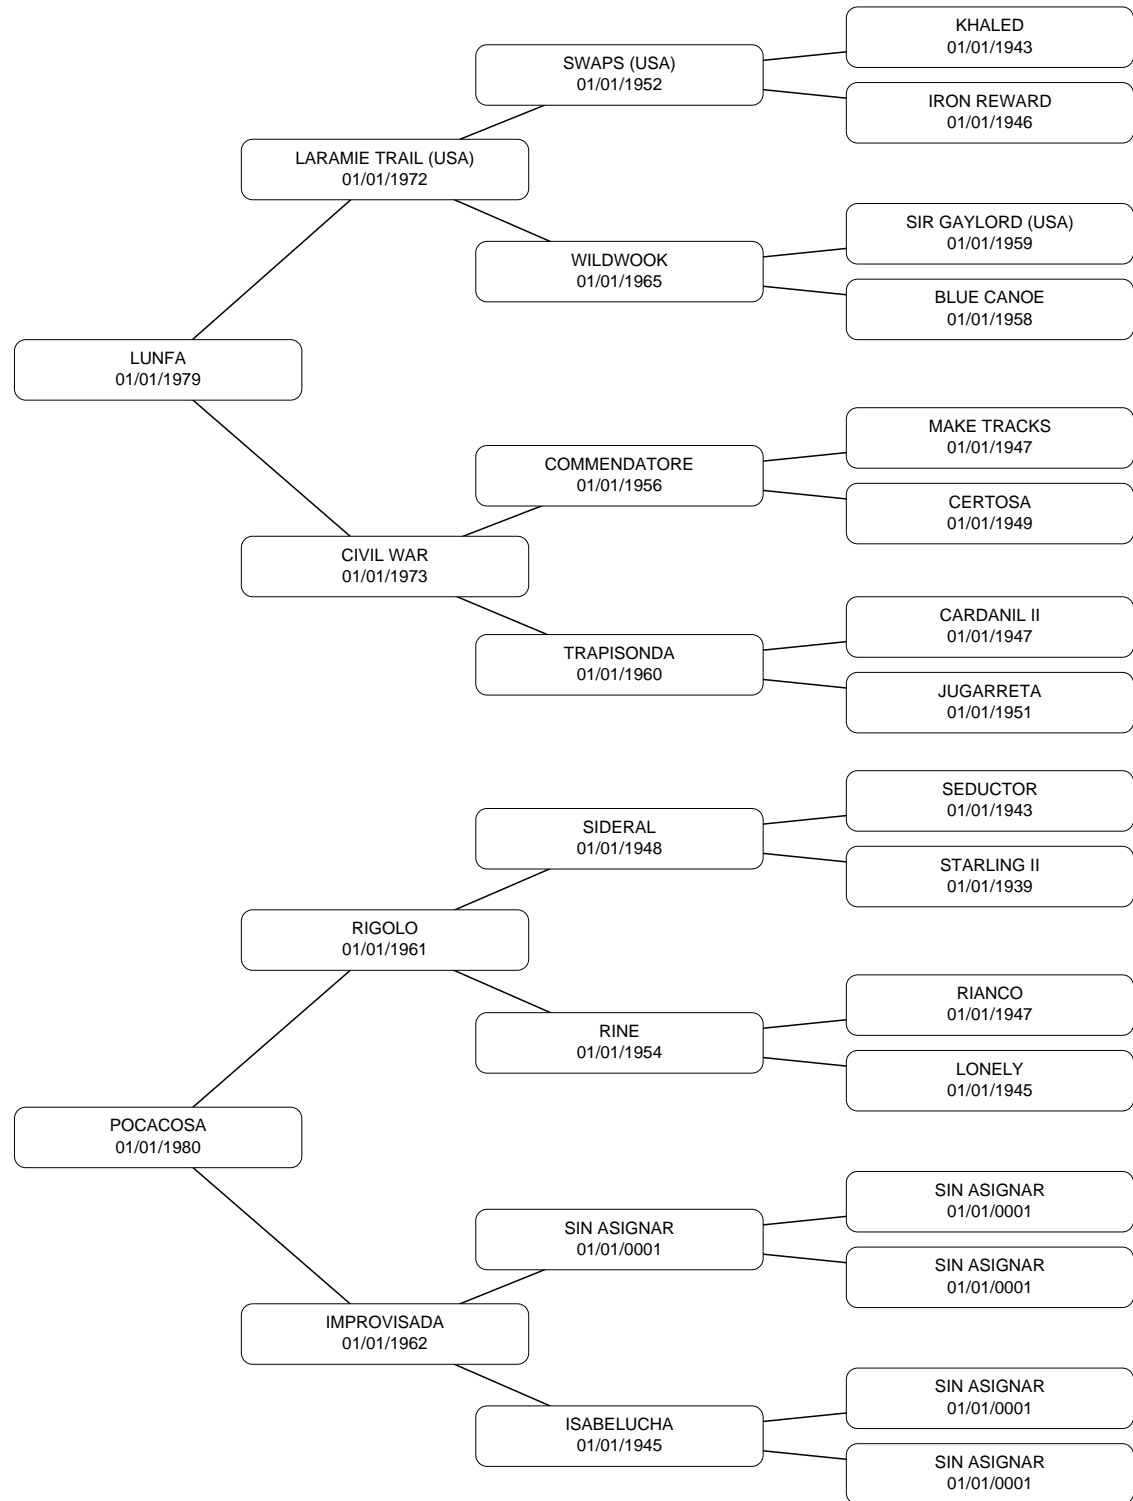 KHALED
01/01/1943
SWAPS (USA)
01/01/1952
IRON REWARD
01/01/1946
LARAMIE TRAIL (USA)
01/01/1972
SIR GAYLORD (USA)
01/01/1959
WILDWOOK
01/01/1965
BLUE CANOE
01/01/1958
LUNFA
01/01/1979
MAKE TRACKS
01/01/1947
COMMENDATORE
01/01/1956
CERTOSA
01/01/1949
CIVIL WAR
01/01/1973
CARDANIL II
01/01/1947
TRAPISONDA
01/01/1960
JUGARRETA
01/01/1951
SEDUCTOR
01/01/1943
SIDERAL
01/01/1948
STARLING II
01/01/1939
RIGOLO
01/01/1961
RIANCO
01/01/1947
RINE
01/01/1954
LONELY
01/01/1945
POCACOSA
01/01/1980
SIN ASIGNAR
01/01/0001
SIN ASIGNAR
01/01/0001
SIN ASIGNAR
01/01/0001
IMPROVISADA
01/01/1962
SIN ASIGNAR
01/01/0001
ISABELUCHA
01/01/1945
SIN ASIGNAR
01/01/0001